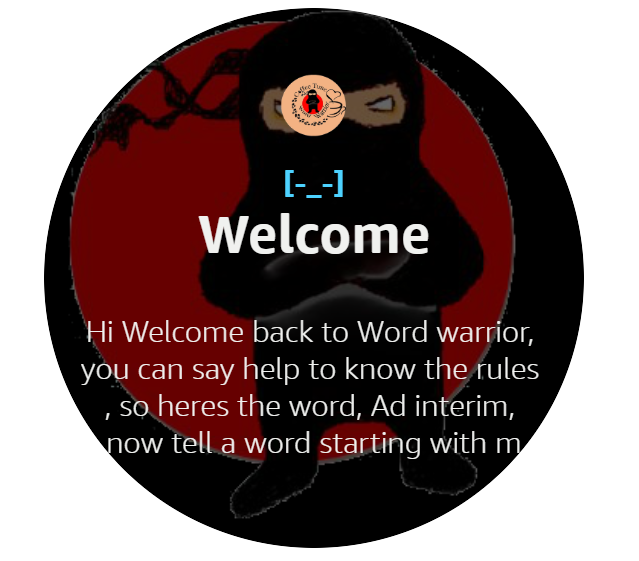 [-_-]
Welcome
Hi Welcome back to Word warrior,
you can say help to know the rules
, so heres the word, Ad interim,
now tell a word starting with m